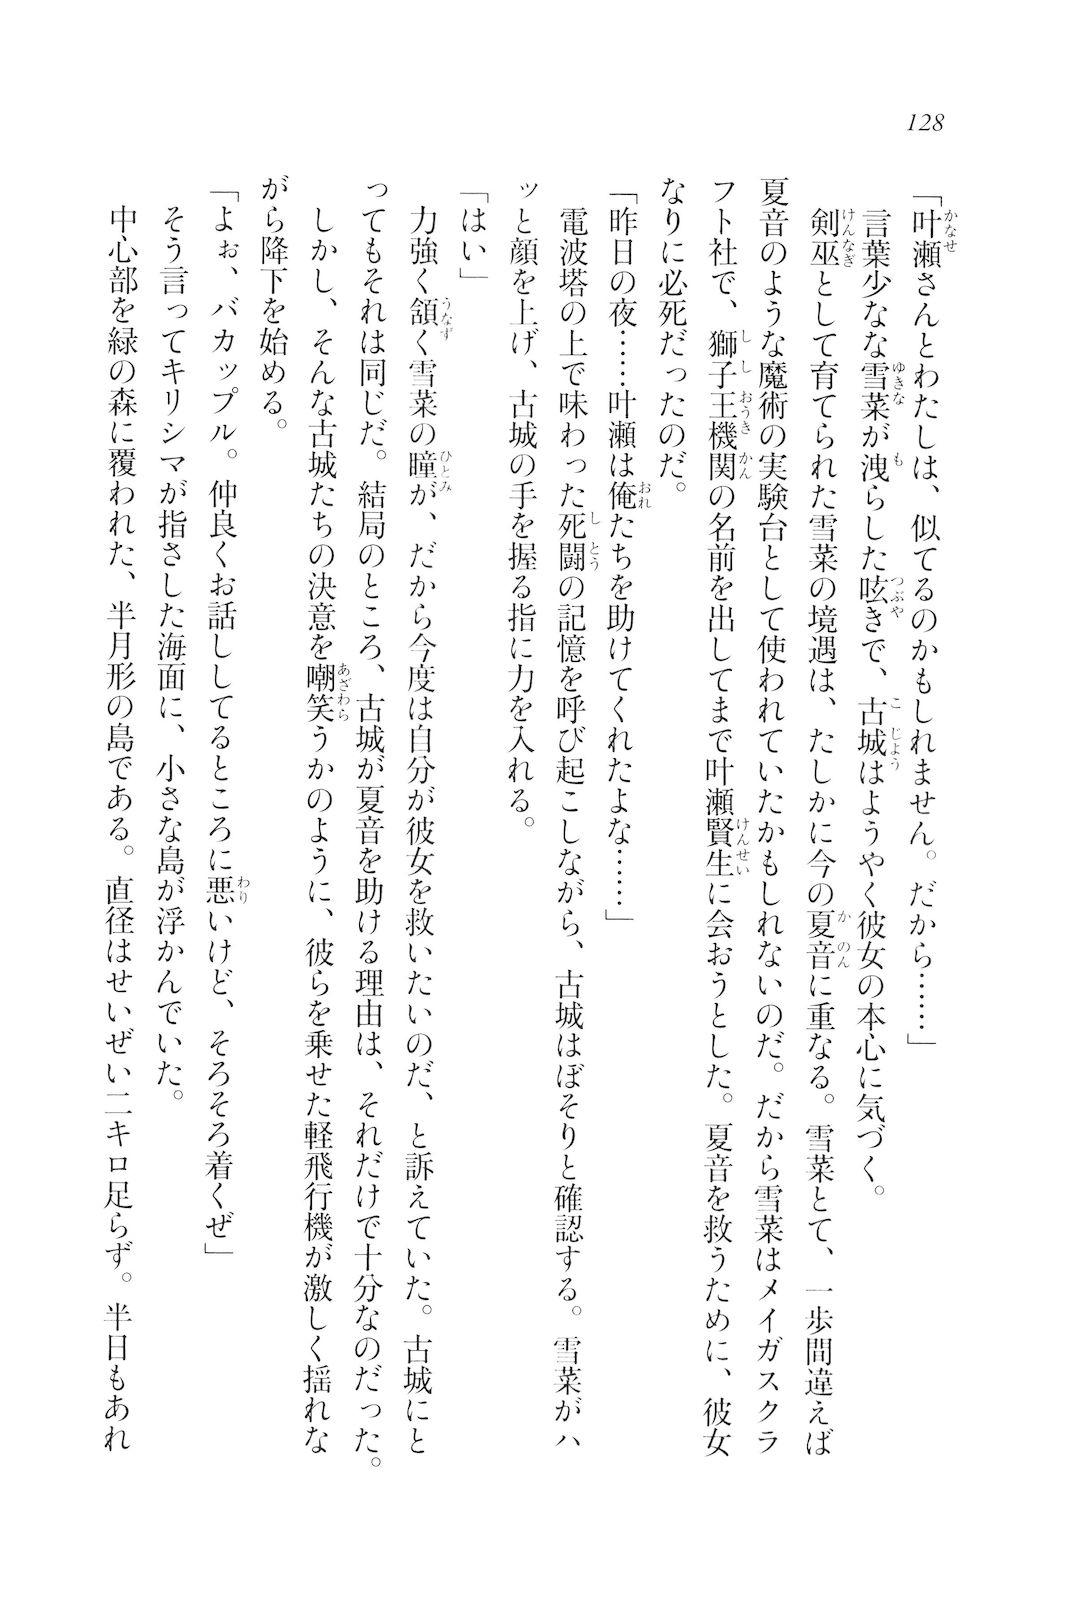 128
「叶瀬さんとわたしは、似てるのかもしれません。だから……」
言葉少なな雪菜が洩らした呟きで、古城はようやく彼女の本心に気づく。
剣巫として育てられた雪菜の境遇は、たしかに今の夏音に重なる。雪菜とて、一歩間違えば
夏音のような魔術の実験台として使われていたかもしれないのだ。だから雪菜はメイガスクラ
フト社で、獅子王機関の名前を出してまで叶瀬賢生に会おうとした。夏音を救うために、彼女
なりに必死だったのだ。
「昨日の夜……叶瀬は俺たちを助けてくれたよな……」
電波塔の上で味わった死闘の記憶を呼び起こしながら、古城はぼそりと確認する。雪菜がハ
ッと顔を上げ、古城の手を握る指に力を入れる。
「はい」
力強く頷く雪菜の瞳が、だから今度は自分が彼女を救いたいのだ、と訴えていた。古城にと
ってもそれは同じだ。結局のところ、古城が夏音を助ける理由は、それだけで十分なのだった。
しかし、そんな古城たちの決意を嘲笑うかのように、彼らを乗せた軽飛行機が激しく揺れな
がら降下を始める。
「よぉ、バカップル。仲良くお話ししてるところに悪いけど、そろそろ着くぜ」
そう言ってキリシマが指さした海面に、小さな島が浮かんでいた。
中心部を緑の森に覆われた、半月形の島である。直径はせいぜい二キロ足らず。半日もあれ